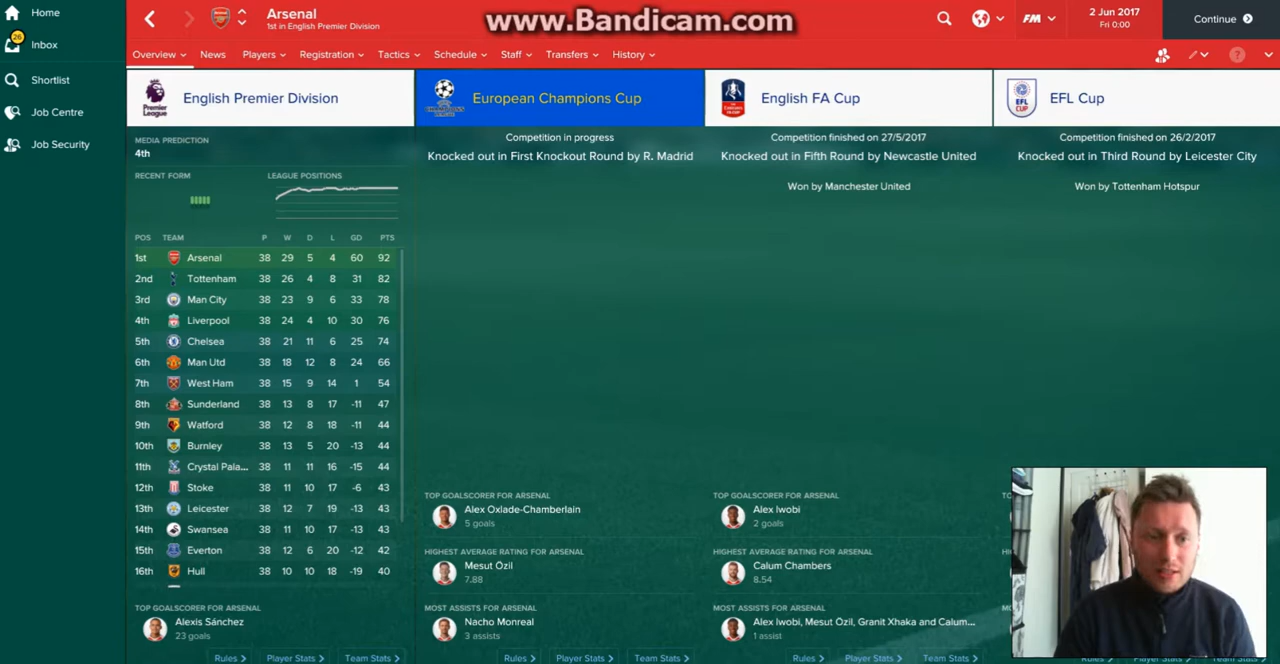 Home
Inbox
26
Shortlist
Job Centre
Job Security
Arsenal
1st in English Premier Division
www.Bandicam.com
FM
2 Jun 2017
Fri 0:00
Continue
Overview
News
Players
Registration
Tactics
Schedule
Staff
Transfers
History
?
English Premier Division
European Champions Cup
English FA Cup
EFL Cup
MEDIA PREDICTION
4th
RECENT FORM
LEAGUE POSITIONS
POS TEAM P W D L GD PTS
1st Arsenal 38 29 5 4 60 92
2nd Tottenham 38 26 4 8 31 82
3rd Man City 38 23 9 6 33 78
4th Liverpool 38 24 4 10 30 76
5th Chelsea 38 21 11 6 25 74
6th Man Utd 38 18 12 8 24 66
7th West Ham 38 15 9 14 1 54
8th Sunderland 38 13 8 17 -11 47
9th Watford 38 12 8 18 -11 44
10th Burnley 38 13 5 20 -13 44
11th Crystal Pala... 38 11 11 16 -15 44
12th Stoke 38 11 10 17 -6 43
13th Leicester 38 12 7 19 -13 43
14th Swansea 38 11 10 17 -13 43
15th Everton 38 12 6 20 -12 42
16th Hull 38 10 10 18 -19 40
TOP GOALSCORER FOR ARSENAL
Alexis Sánchez
23 goals
Rules Player Stats Team Stats
Competition in progress
Knocked out in First Knockout Round by R. Madrid
TOP GOALSCORER FOR ARSENAL
Alex Oxlade-Chamberlain
5 goals
HIGHEST AVERAGE RATING FOR ARSENAL
Mesut Özil
7.88
MOST ASSISTS FOR ARSENAL
Nacho Monreal
3 assists
Rules Player Stats Team Stats
Competition finished on 27/5/2017
Knocked out in Fifth Round by Newcastle United
Won by Manchester United
TOP GOALSCORER FOR ARSENAL
Alex Iwobi
2 goals
HIGHEST AVERAGE RATING FOR ARSENAL
Calum Chambers
8.54
MOST ASSISTS FOR ARSENAL
Alex Iwobi, Mesut Özil, Granit Xhaka and Calum...
1 assist
Rules Player Stats Team Stats
Competition finished on 26/2/2017
Knocked out in Third Round by Leicester City
Won by Tottenham Hotspur